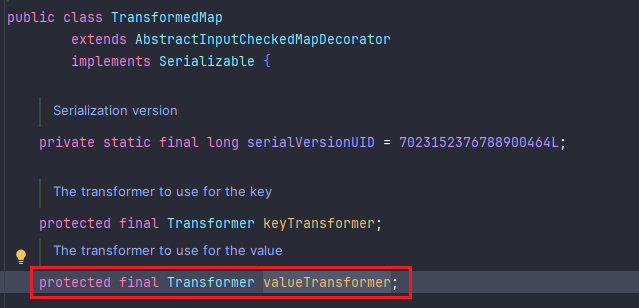 public class TransformedMap
extends AbstractInputCheckedMapDecorator
implements Serializable {
Serialization version
private static final long serialVersionUID = 7023152376788900464L;
The transformer to use for the key
protected final Transformer keyTransformer;
The transformer to use for the value
protected final Transformer valueTransformer;